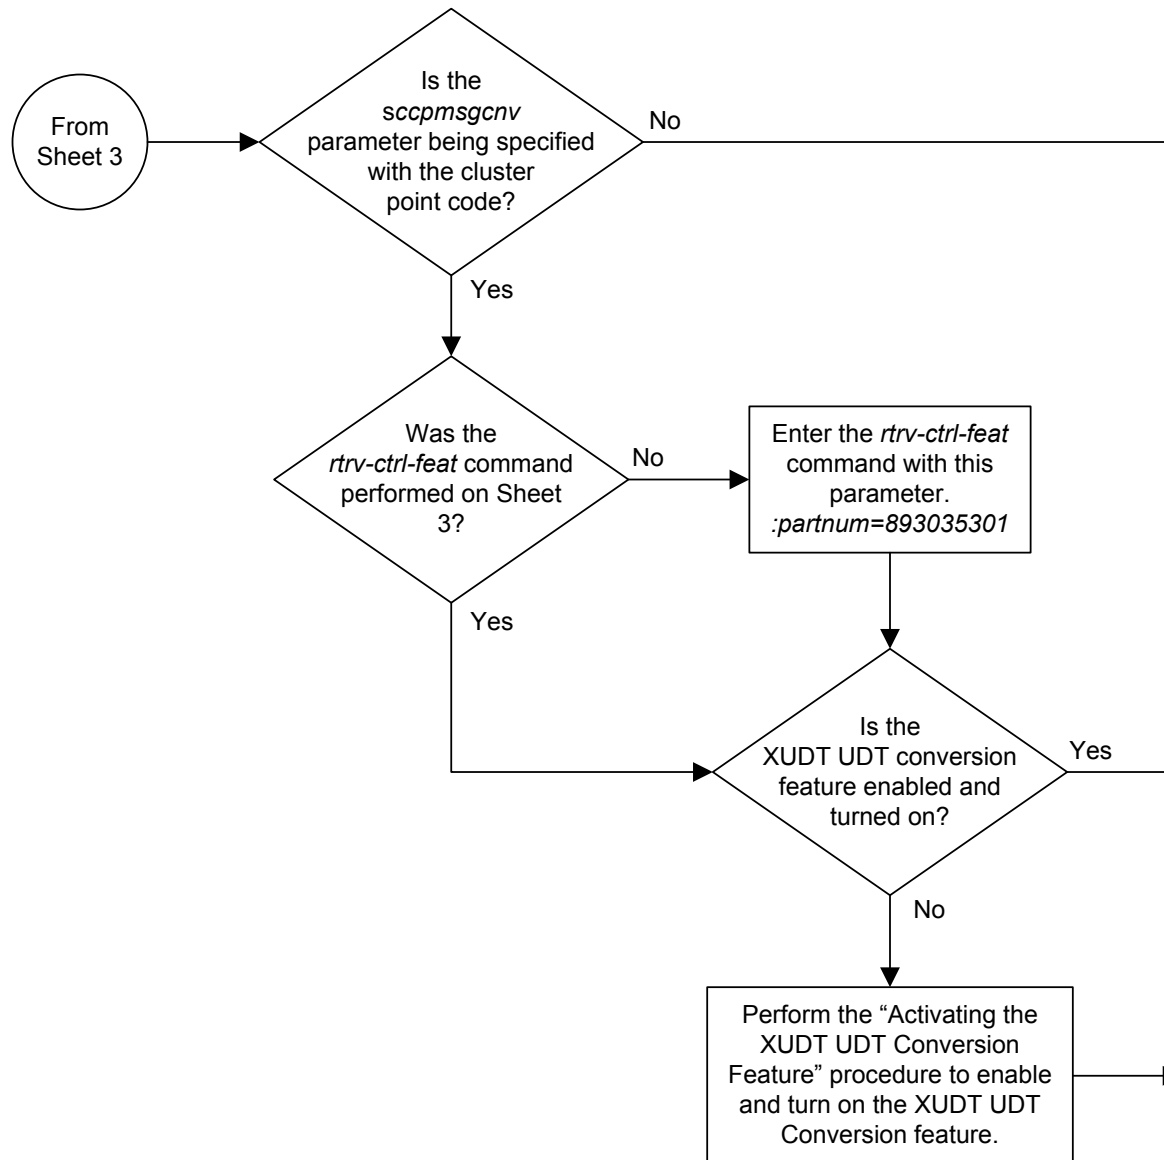 From
Sheet 3
Is the
sccpmsgcnv
parameter being specified
with the cluster
point code?
No
Yes
Was the
rtrv-ctrl-feat command
performed on Sheet
3?
No
Yes
Enter the rtrv-ctrl-feat
command with this
parameter.
:partnum=893035301
Is the
XUDT UDT conversion
feature enabled and
turned on?
Yes
No
Perform the “Activating the
XUDT UDT Conversion
Feature” procedure to enable
and turn on the XUDT UDT
Conversion feature.